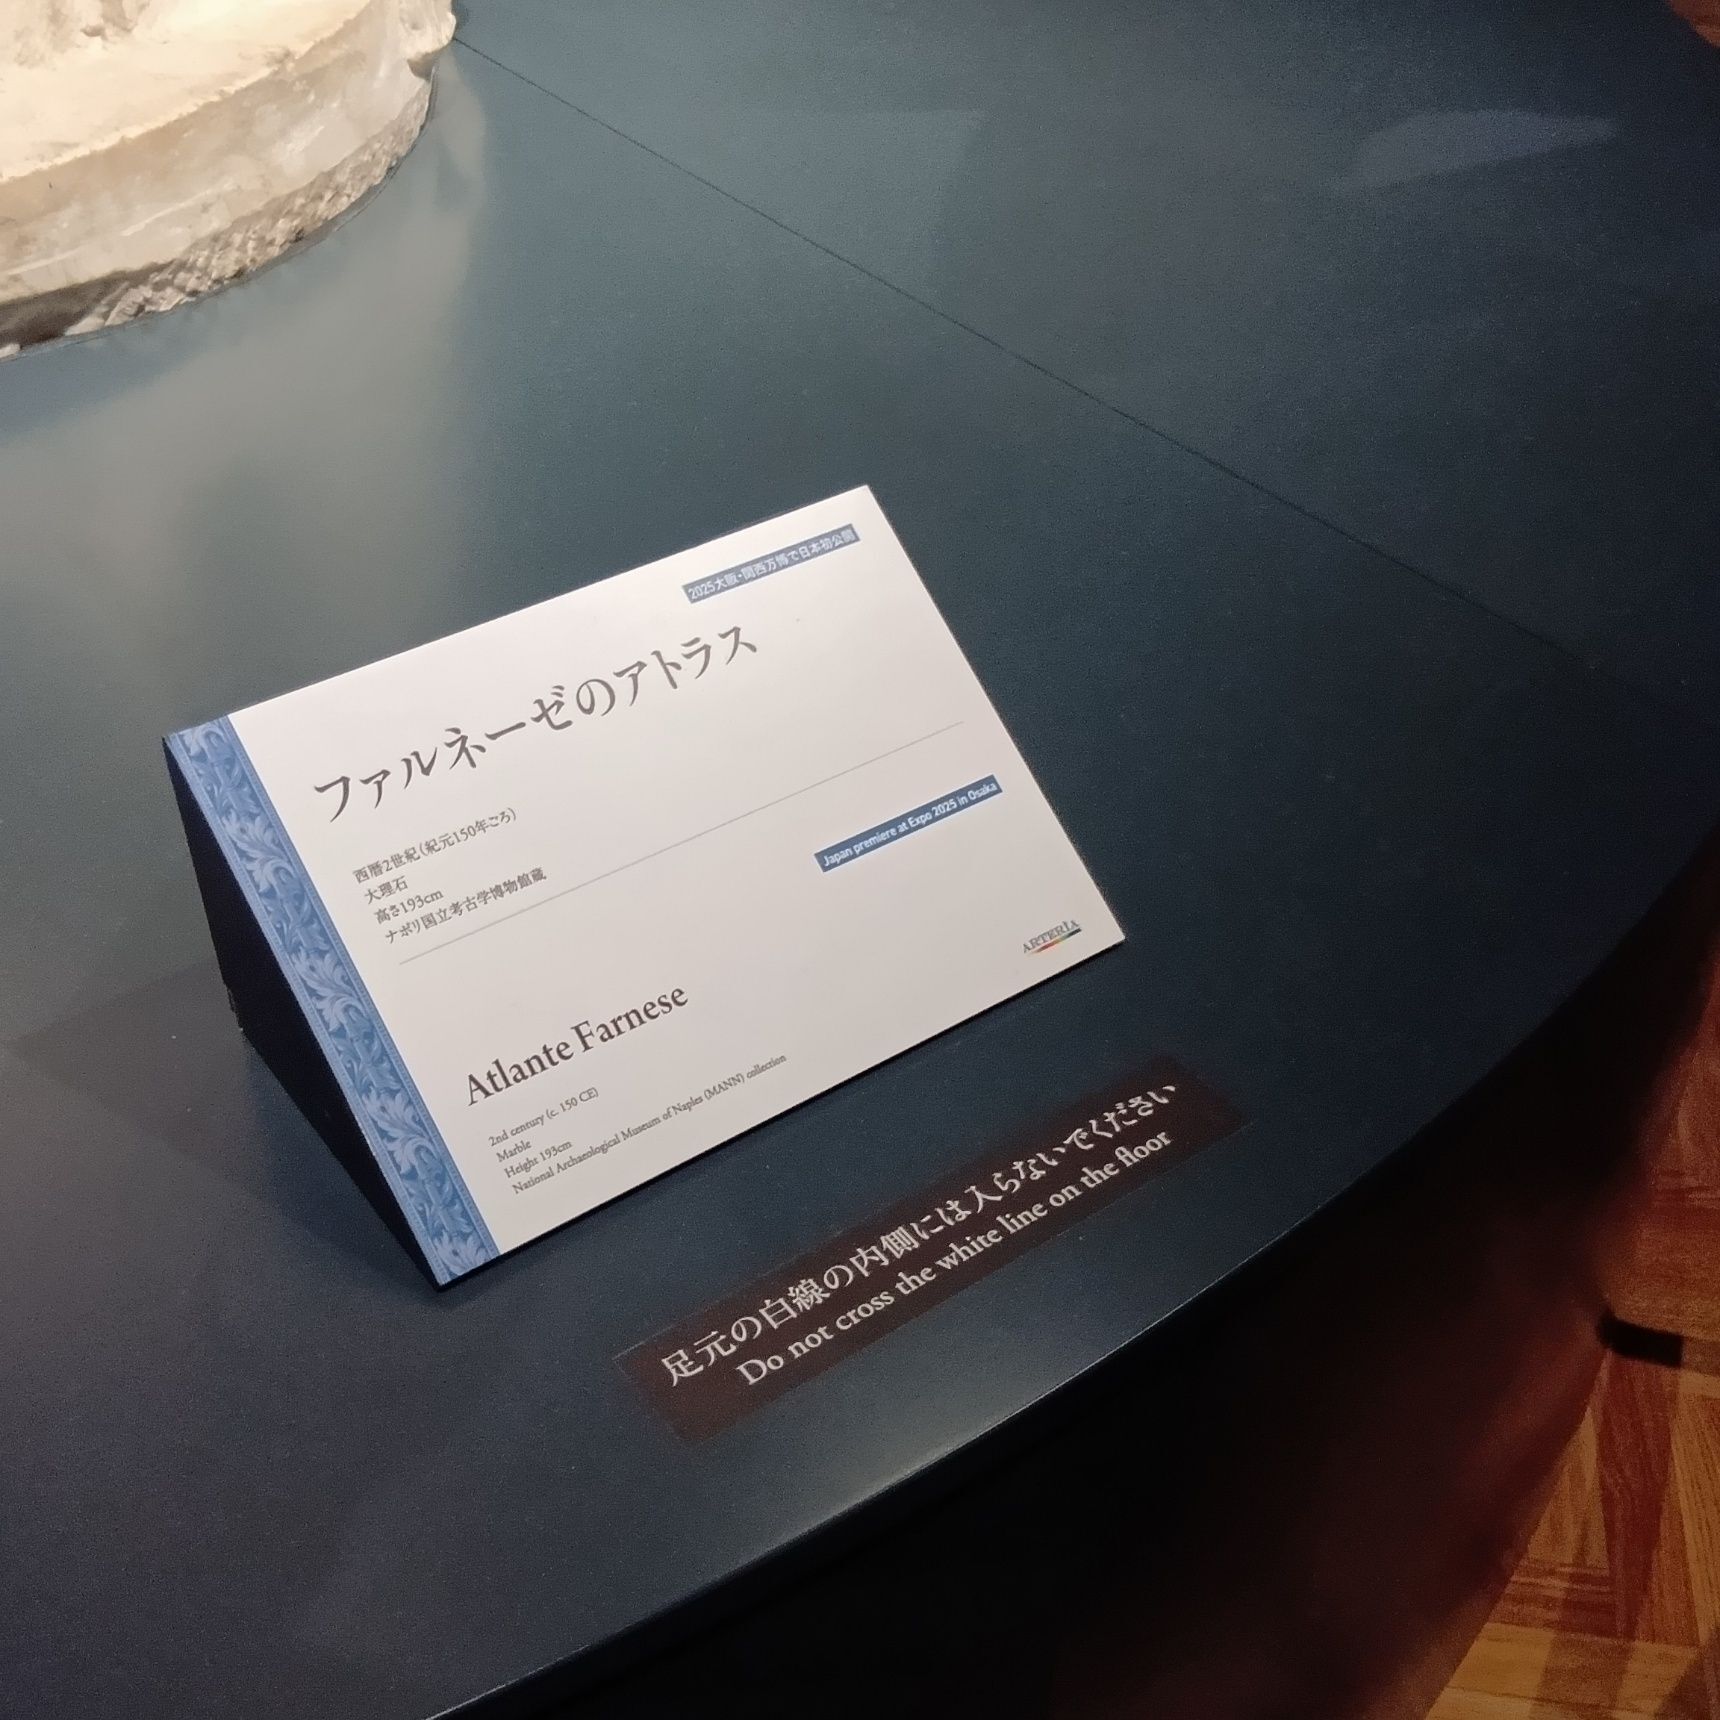 2025大阪・関西万博で日本初公開
ファルネーゼのアトラス
西暦2世紀（紀元150年ごろ）
大理石
高さ193cm
ナポリ国立考古学博物館蔵
Japan premiere at Expo 2025 in Osaka
Atlante Farnese
2nd century (c. 150 CE)
Marble
Height 193cm
National Archaeological Museum of Naples (MANN) collection
ARTERIA
足元の白線の内側には入らないでください
Do not cross the white line on the floor